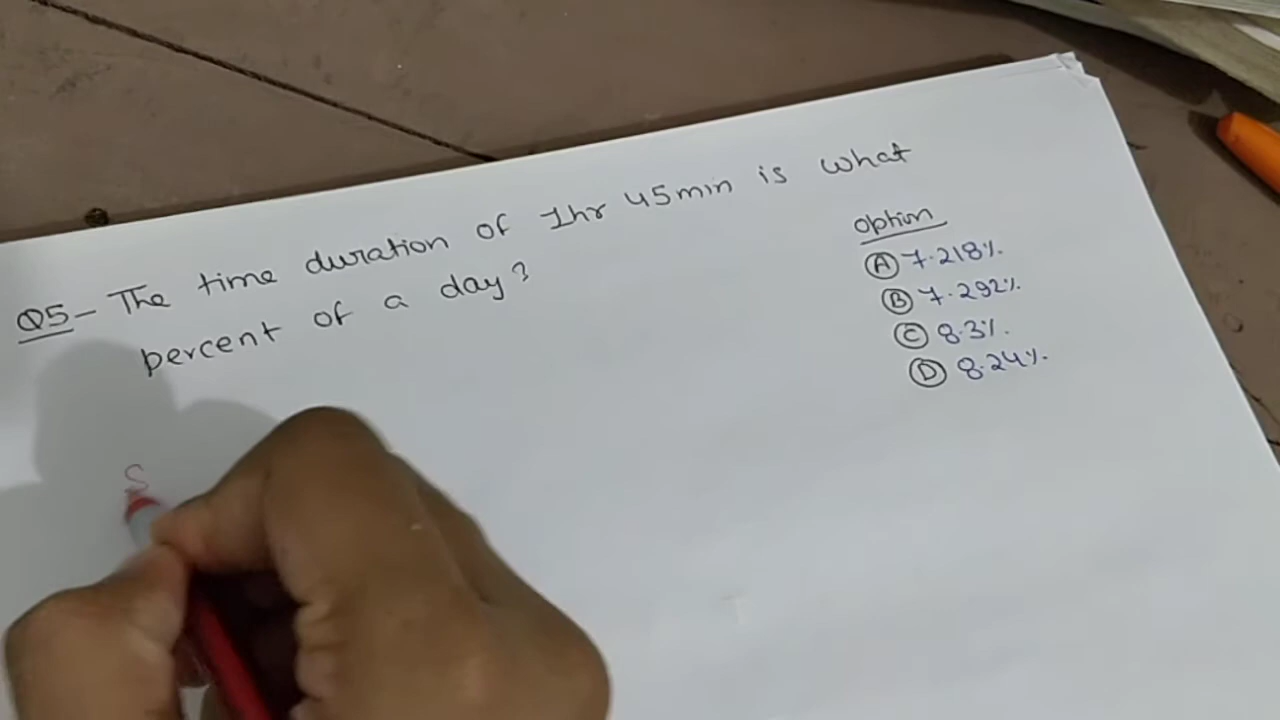 Q5- The time duration of 1hr 45min is what
percent of a day?
option
(A) 7.218%.
(B) 7.292%.
(C) 8.3%.
(D) 8.24%.
S